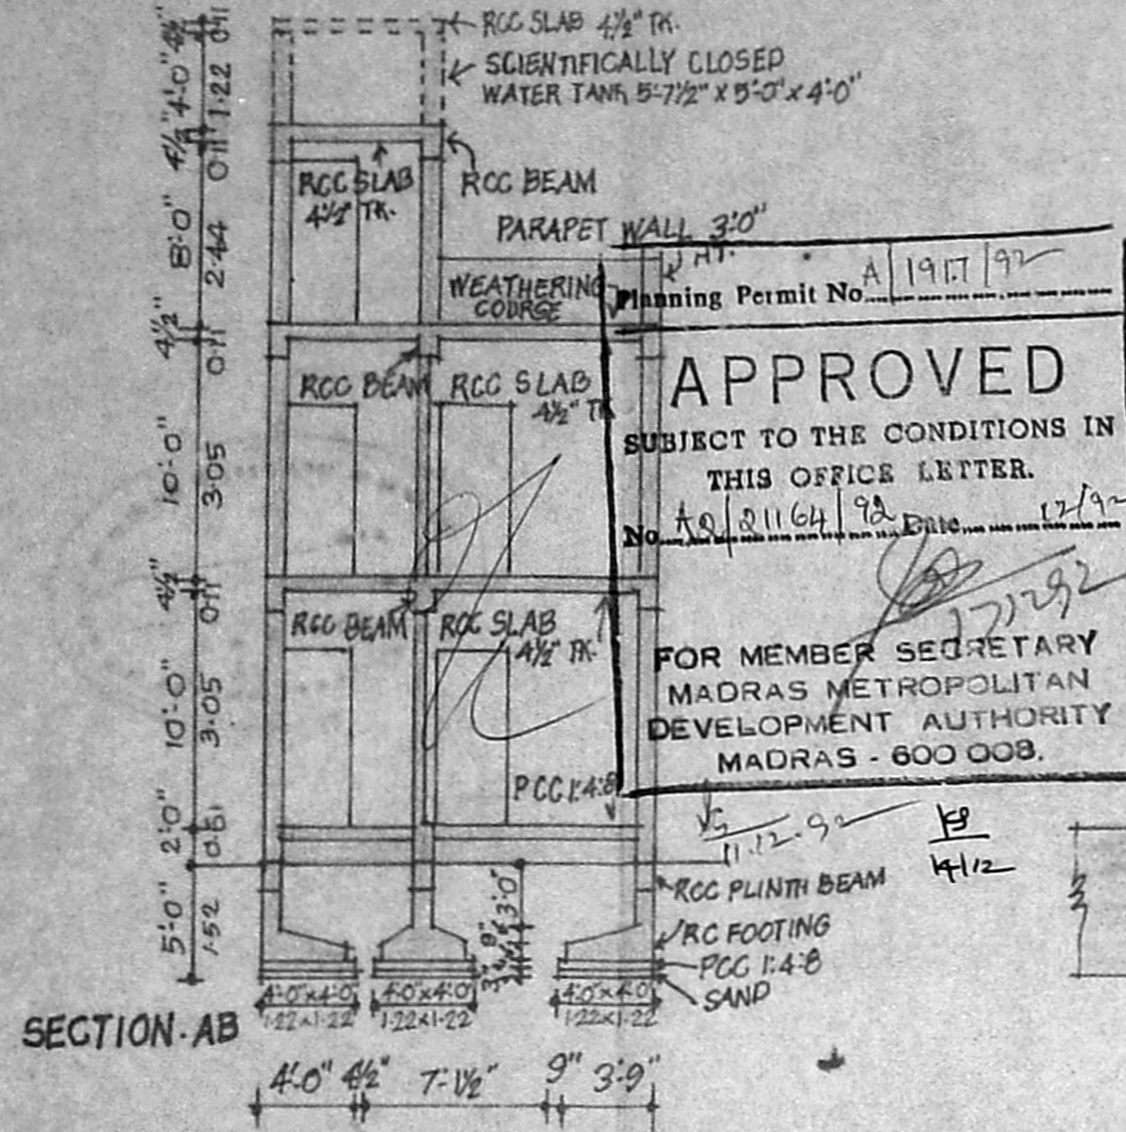 RCC SLAB 4½" TK.
SCIENTIFICALLY CLOSED
WATER TANK 5'-7½" X 5'-0" X 4'-0"
4½" 0.11
4'-0" 1.22
4½" 0.11
8'-0" 2.44
4½" 0.11
10'-0" 3.05
4½" 0.11
10'-0" 3.05
2'-0" 0.61
5'-0" 1.52
RCC SLAB
4½" TK.
RCC BEAM
PARAPET WALL 3'-0"
HT.
WEATHERING
COURSE
RCC BEAM
RCC SLAB
4½" TK
RCC BEAM
RCC SLAB
4½" TK.
PCC 1:4:8
Planning Permit No. A/1917/92
APPROVED
SUBJECT TO THE CONDITIONS IN
THIS OFFICE LETTER.
No. A2/21164/92 Date 12/92
171292
FOR MEMBER SECRETARY
MADRAS METROPOLITAN
DEVELOPMENT AUTHORITY
MADRAS - 600 008.
11.12.92
14/12
RCC PLINTH BEAM
RC FOOTING
PCC 1:4:8
SAND
3'-0"
9"
4'-0"x4'-0" 4'-0"x4'-0" 4'-0"x4'-0"
1.22x1.22 1.22x1.22 1.22x1.22
SECTION.AB
4'-0" 4½" 7'-1½" 9" 3'-9"